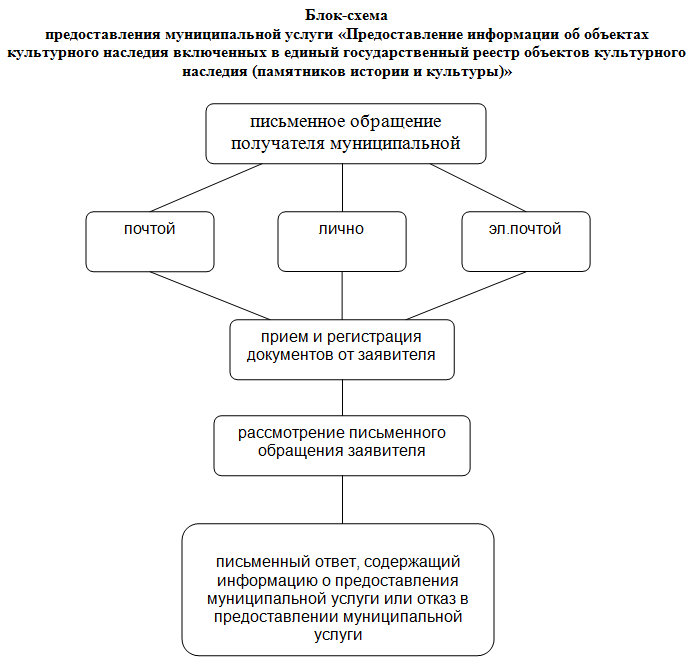 Блок-схема
предоставления муниципальной услуги «Предоставление информации об объектах
культурного наследия включенных в единый государственный реестр объектов культурного
наследия (памятников истории и культуры)»
письменное обращение
получателя муниципальной
почтой
лично
эл.почтой
прием и регистрация
документов от заявителя
рассмотрение письменного
обращения заявителя
письменный ответ, содержащий
информацию о предоставления
муниципальной услуги или отказ в
предоставлении муниципальной
услуги